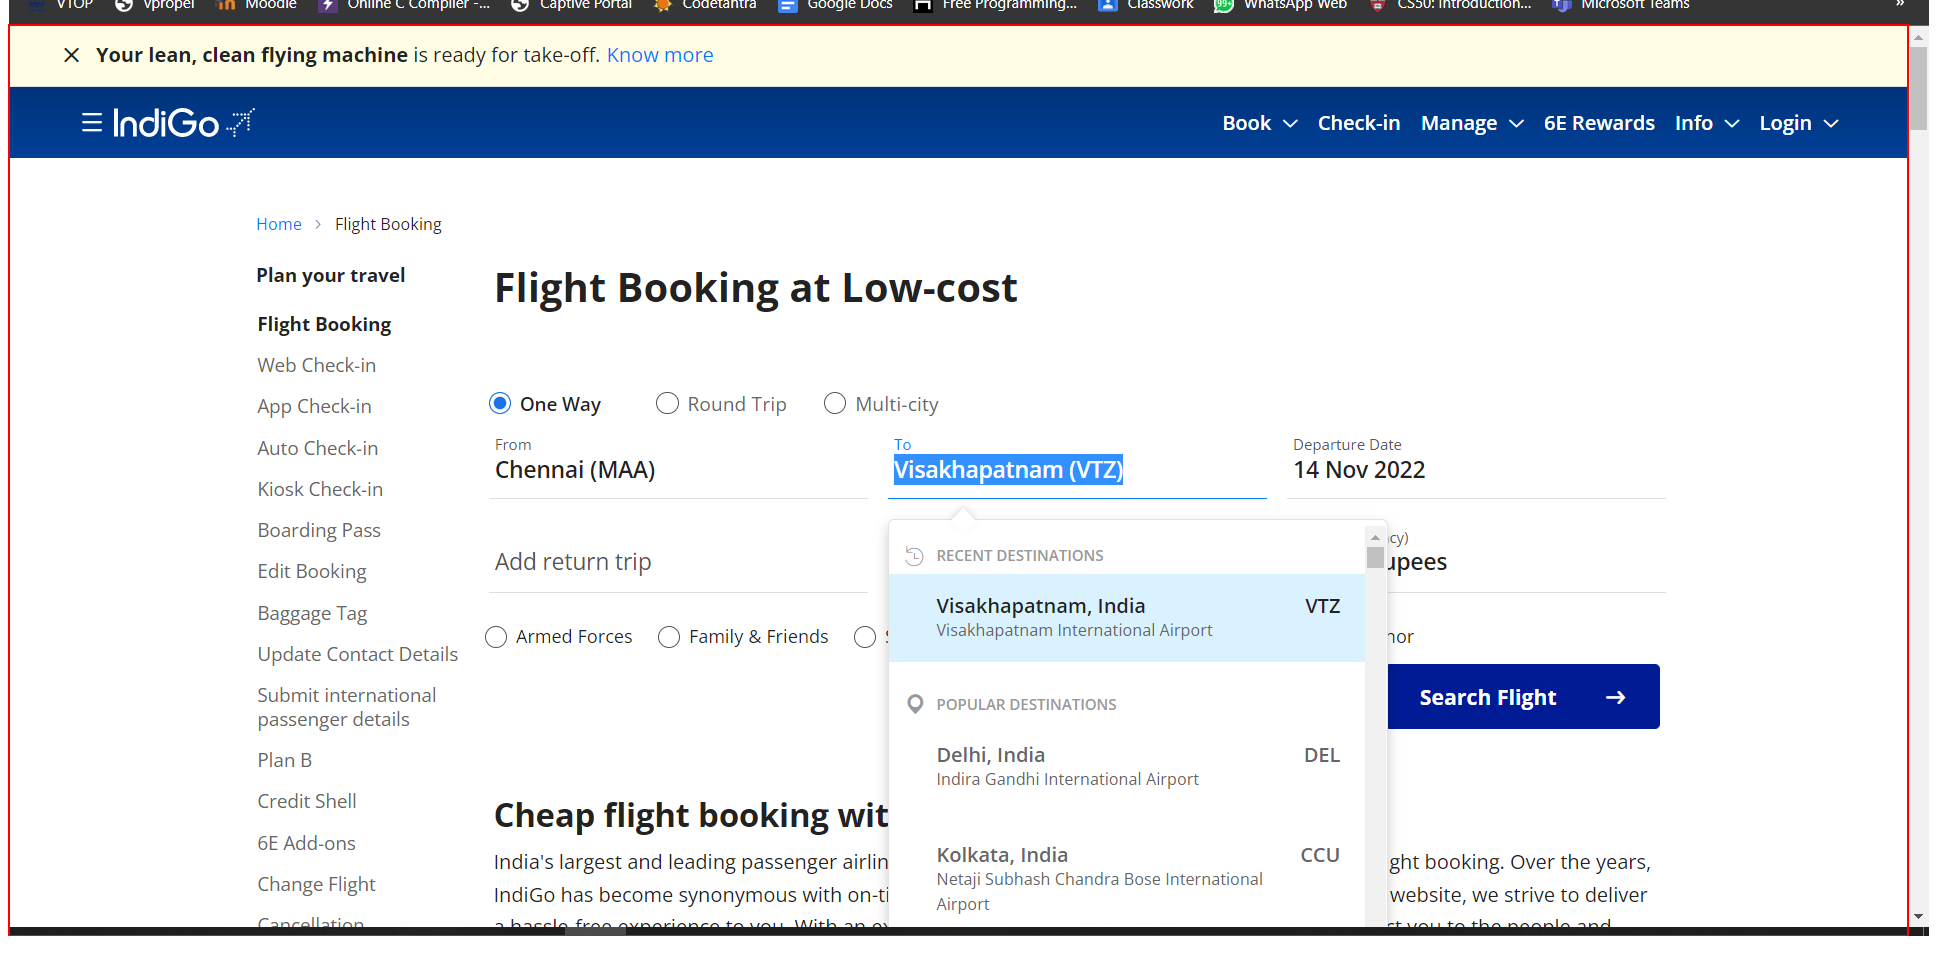 VTOP Vpropel Moodle Online C Compiler -... Captive Portal Codetantra Google Docs Free Programming... Classwork 99+ WhatsApp Web CS50: Introduction... Microsoft Teams »
Your lean, clean flying machine is ready for take-off. Know more
IndiGo Book Check-in Manage 6E Rewards Info Login
Home > Flight Booking
Plan your travel
Flight Booking
Web Check-in
App Check-in
Auto Check-in
Kiosk Check-in
Boarding Pass
Edit Booking
Baggage Tag
Update Contact Details
Submit international
passenger details
Plan B
Credit Shell
6E Add-ons
Change Flight
Cancellation
Flight Booking at Low-cost
One Way Round Trip Multi-city
From
Chennai (MAA)
To
Visakhapatnam (VTZ)
Departure Date
14 Nov 2022
Add return trip
cy)
upees
Armed Forces Family & Friends
nor
RECENT DESTINATIONS
Visakhapatnam, India VTZ
Visakhapatnam International Airport
POPULAR DESTINATIONS
Delhi, India DEL
Indira Gandhi International Airport
Kolkata, India CCU
Netaji Subhash Chandra Bose International
Airport
Search Flight
Cheap flight booking wit
India's largest and leading passenger airlin ght booking. Over the years,
IndiGo has become synonymous with on-ti website, we strive to deliver
a hassle-free experience to you. With an ex ct you to the people and